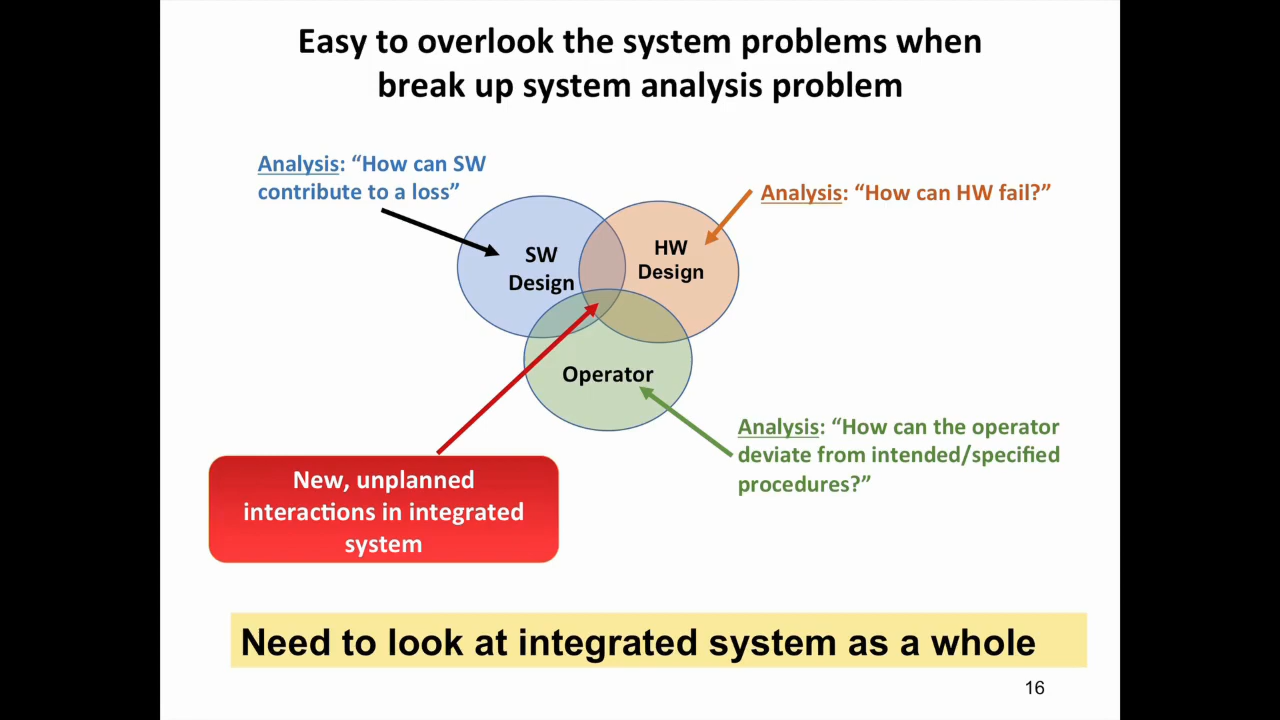 Easy to overlook the system problems when
break up system analysis problem
Analysis: “How can SW
contribute to a loss”
Analysis: “How can HW fail?”
SW
Design
HW
Design
Operator
Analysis: “How can the operator
deviate from intended/specified
procedures?”
New, unplanned
interactions in integrated
system
Need to look at integrated system as a whole
16